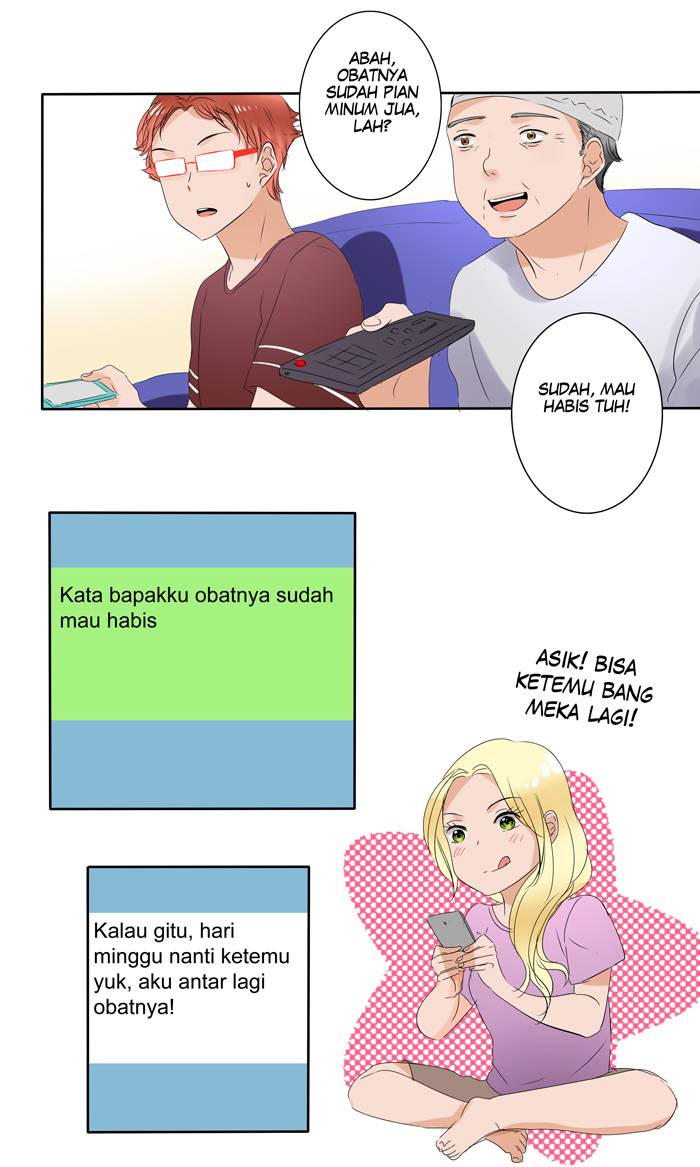 ABAH,
OBATNYA
SUDAH PIAN
MINUM JUA,
LAH?
SUDAH, MAU
HABIS TUH!
Kata bapakku obatnya sudah
mau habis
ASIK! BISA
KETEMU BANG
MEKA LAGI!
Kalau gitu, hari
minggu nanti ketemu
yuk, aku antar lagi
obatnya!